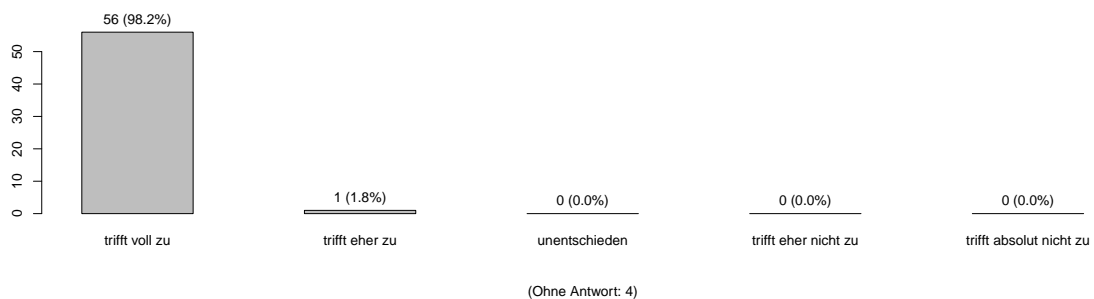 56 (98.2%)
1 (1.8%)
0 (0.0%)
0 (0.0%)
0 (0.0%)
50
40
30
20
10
0
trifft voll zu
trifft eher zu
unentschieden
trifft eher nicht zu
trifft absolut nicht zu
(Ohne Antwort: 4)